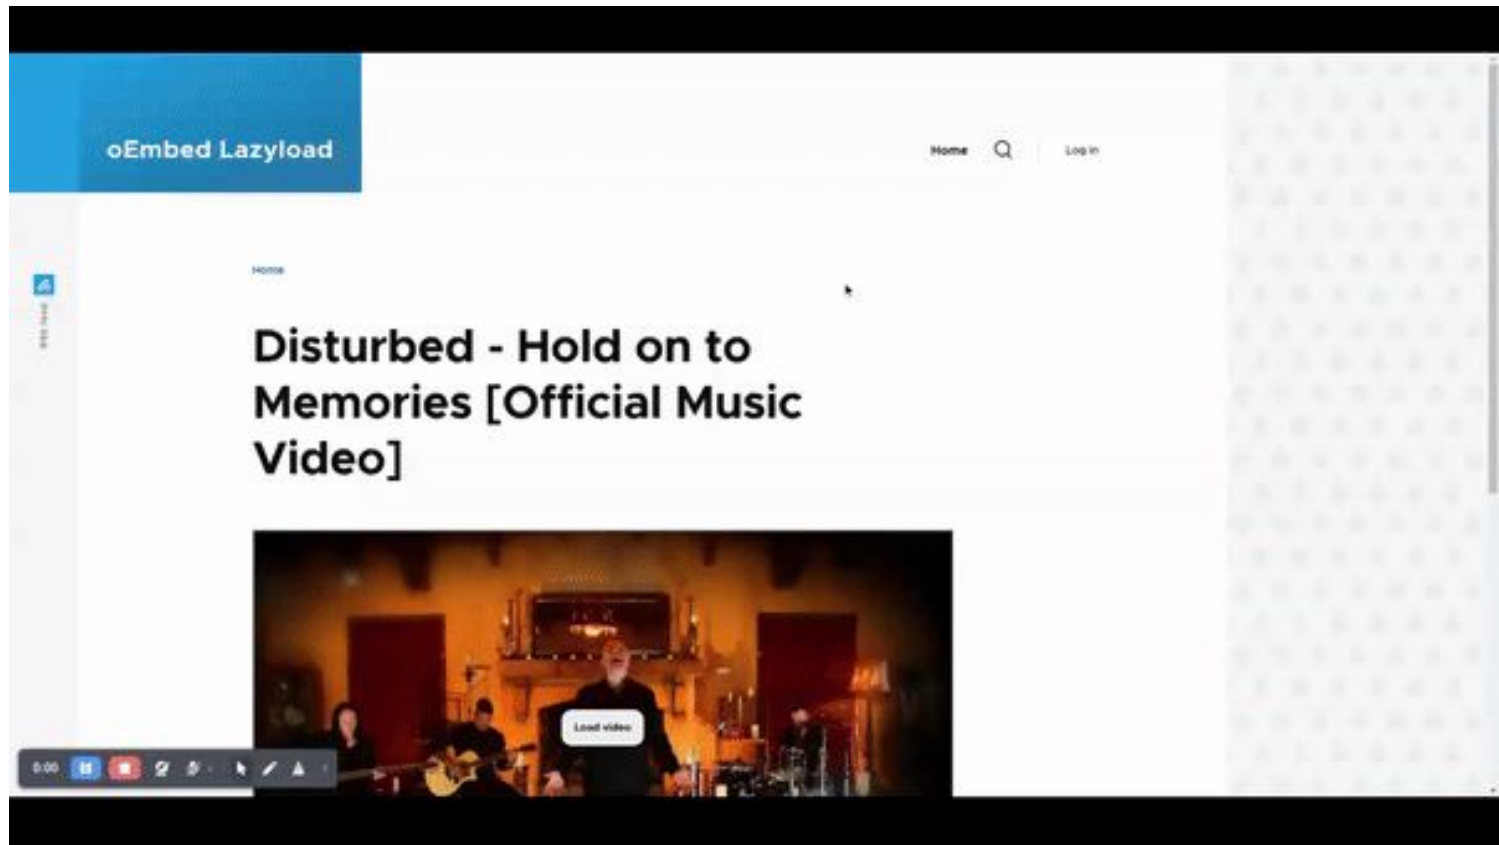 oEmbed Lazyload
Home
Log in
Home
Disturbed - Hold on to
Memories [Official Music
Video]
Load video
0:00